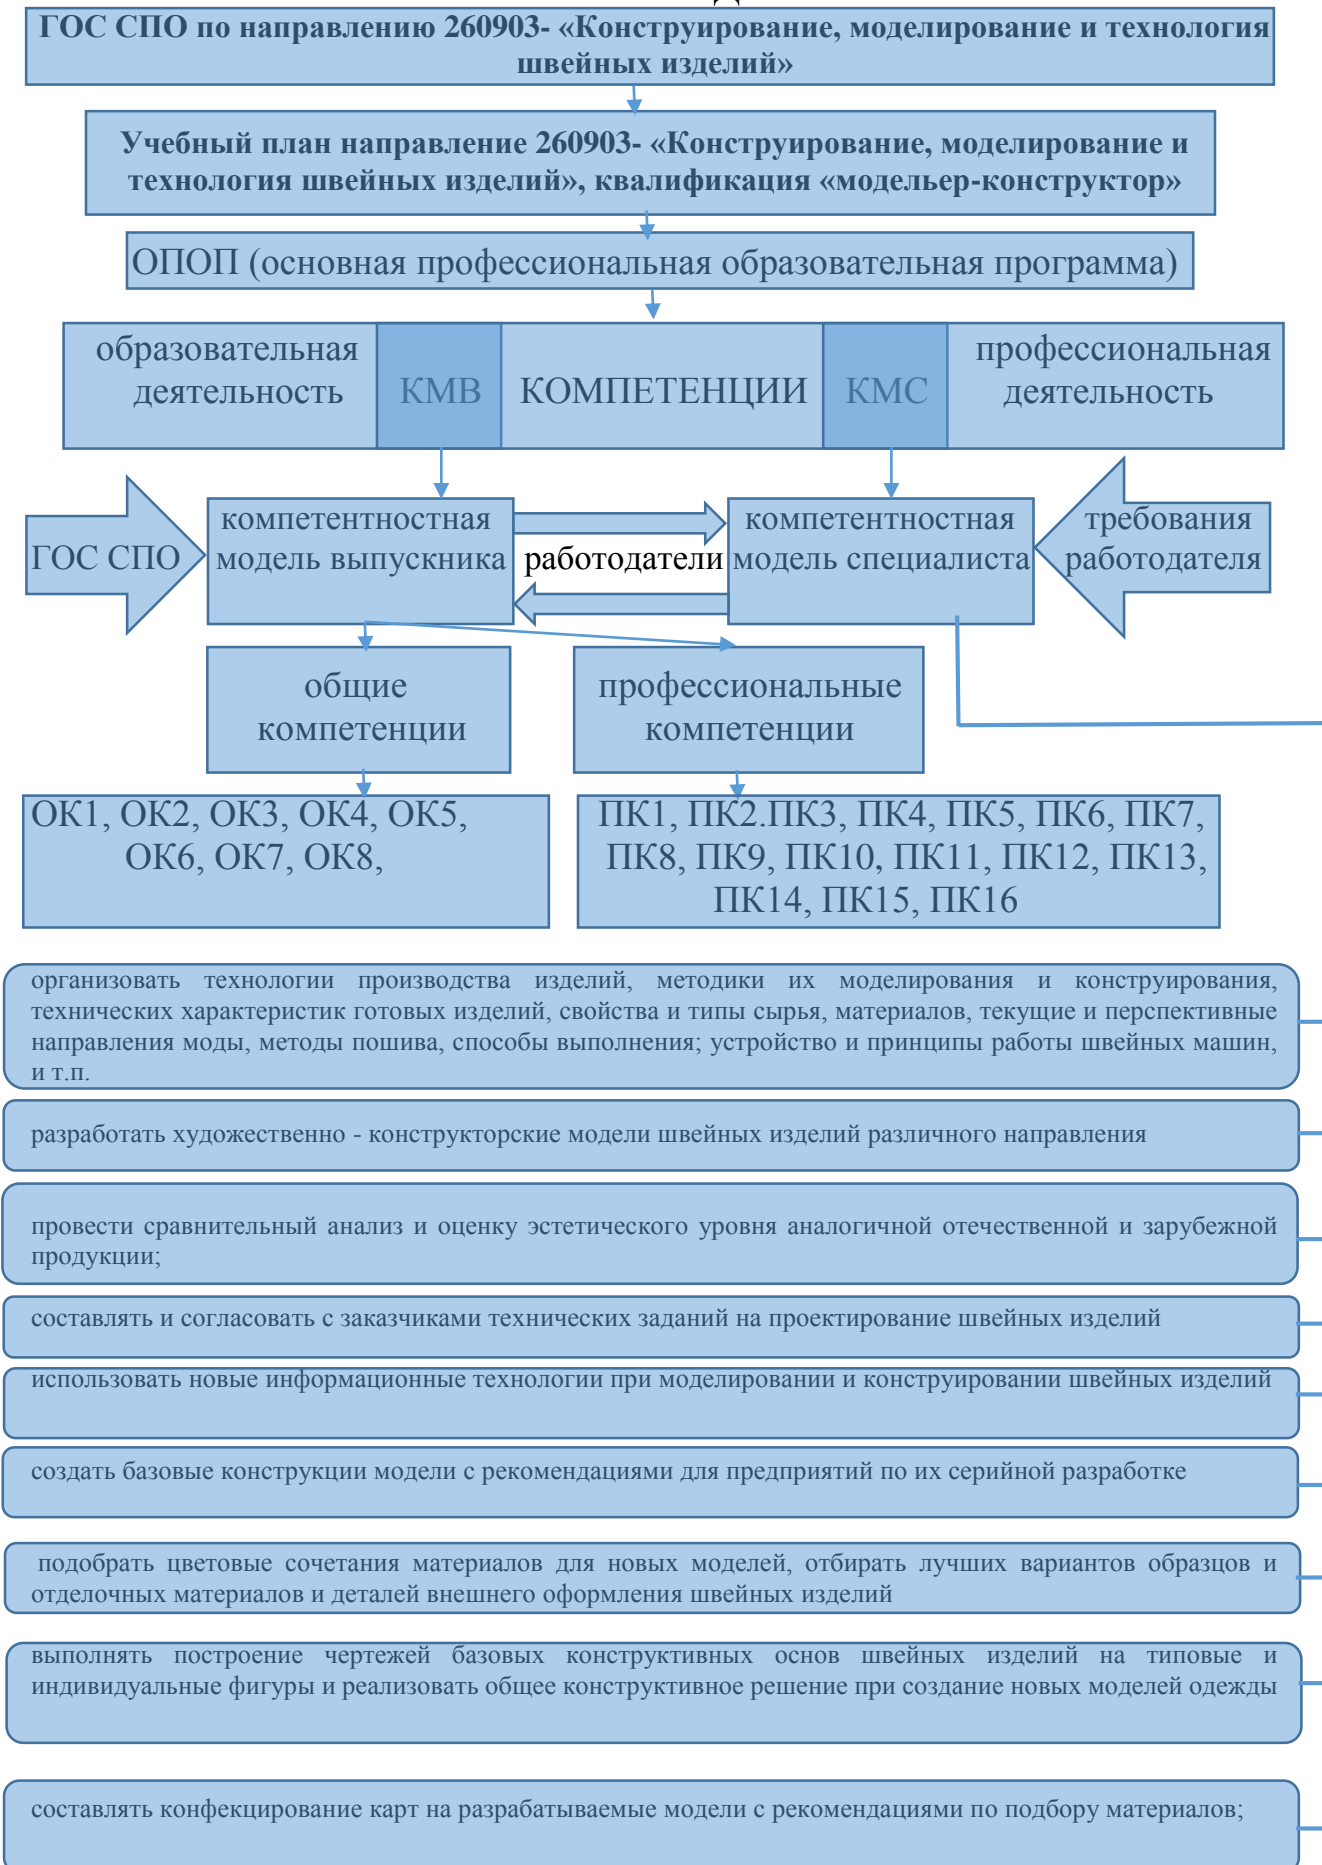 ГОС СПО по направлению 260903- «Конструирование, моделирование и технология
швейных изделий»
Учебный план направление 260903- «Конструирование, моделирование и
технология швейных изделий», квалификация «модельер-конструктор»
ОПОП (основная профессиональная образовательная программа)
образовательная
деятельность
КМВ
КОМПЕТЕНЦИИ
КМС
профессиональная
деятельность
ГОС СПО
компетентностная
модель выпускника
работодатели
компетентностная
модель специалиста
требования
работодателя
общие
компетенции
профессиональные
компетенции
ОК1, ОК2, ОК3, ОК4, ОК5,
ОК6, ОК7, ОК8,
ПК1, ПК2.ПК3, ПК4, ПК5, ПК6, ПК7,
ПК8, ПК9, ПК10, ПК11, ПК12, ПК13,
ПК14, ПК15, ПК16
организовать технологии производства изделий, методики их моделирования и конструирования,
технических характеристик готовых изделий, свойства и типы сырья, материалов, текущие и перспективные
направления моды, методы пошива, способы выполнения; устройство и принципы работы швейных машин,
и т.п.
разработать художественно - конструкторские модели швейных изделий различного направления
провести сравнительный анализ и оценку эстетического уровня аналогичной отечественной и зарубежной
продукции;
составлять и согласовать с заказчиками технических заданий на проектирование швейных изделий
использовать новые информационные технологии при моделировании и конструировании швейных изделий
создать базовые конструкции модели с рекомендациями для предприятий по их серийной разработке
подобрать цветовые сочетания материалов для новых моделей, отбирать лучших вариантов образцов и
отделочных материалов и деталей внешнего оформления швейных изделий
выполнять построение чертежей базовых конструктивных основ швейных изделий на типовые и
индивидуальные фигуры и реализовать общее конструктивное решение при создание новых моделей одежды
составлять конфекцирование карт на разрабатываемые модели с рекомендациями по подбору материалов;